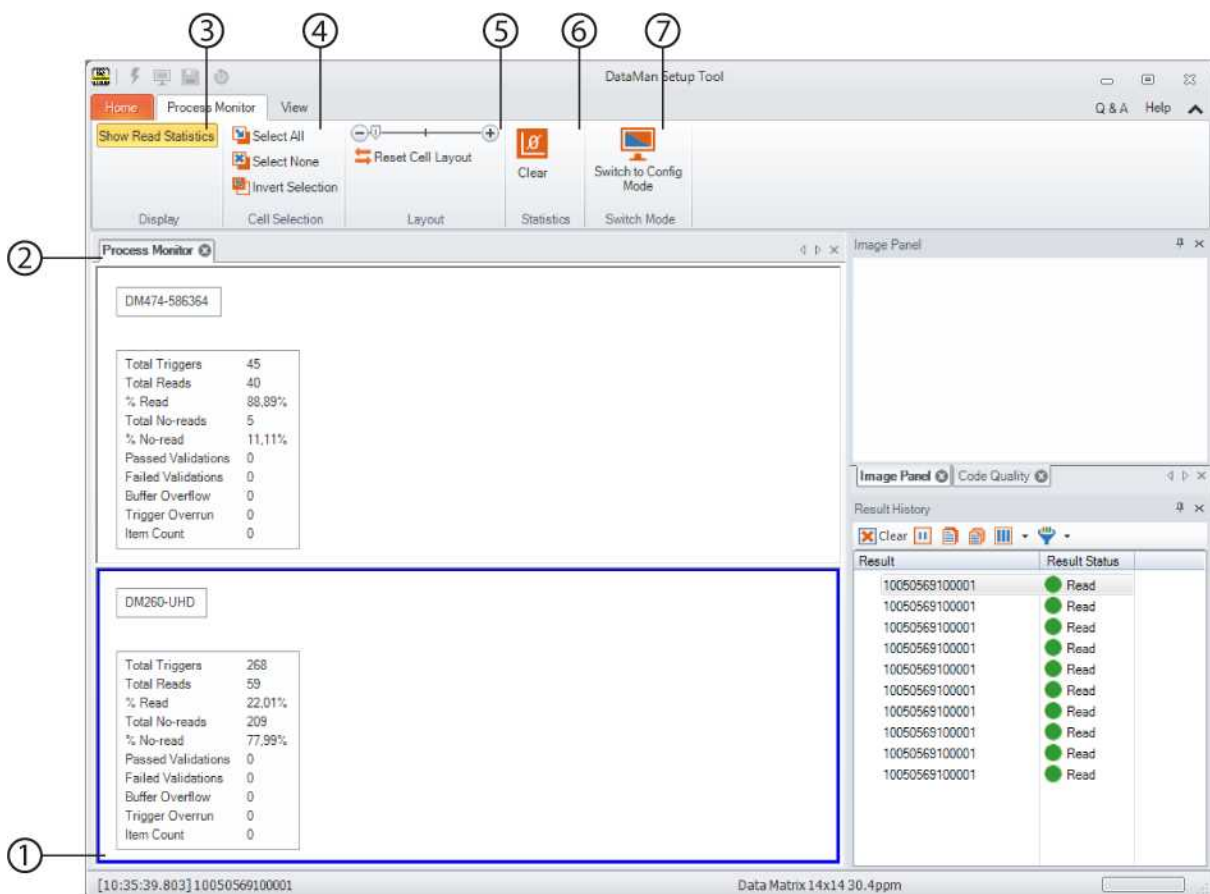 ③ ④ ⑤ ⑥ ⑦
DataMan Setup Tool
Home Process Monitor View Q & A Help
Show Read Statistics
Display
Select All
Select None
Invert Selection
Cell Selection
Reset Cell Layout
Layout
Clear
Statistics
Switch to Config
Mode
Switch Mode
②
Process Monitor
DM474-586364
Total Triggers 45
Total Reads 40
% Read 88,89%
Total No-reads 5
% No-read 11,11%
Passed Validations 0
Failed Validations 0
Buffer Overflow 0
Trigger Overrun 0
Item Count 0
DM260-UHD
Total Triggers 268
Total Reads 59
% Read 22,01%
Total No-reads 209
% No-read 77,99%
Passed Validations 0
Failed Validations 0
Buffer Overflow 0
Trigger Overrun 0
Item Count 0
①
Image Panel
Image Panel Code Quality
Result History
Clear
Result Result Status
10050569100001 Read
10050569100001 Read
10050569100001 Read
10050569100001 Read
10050569100001 Read
10050569100001 Read
10050569100001 Read
10050569100001 Read
10050569100001 Read
10050569100001 Read
[10:35:39.803] 10050569100001 Data Matrix 14x14 30.4ppm